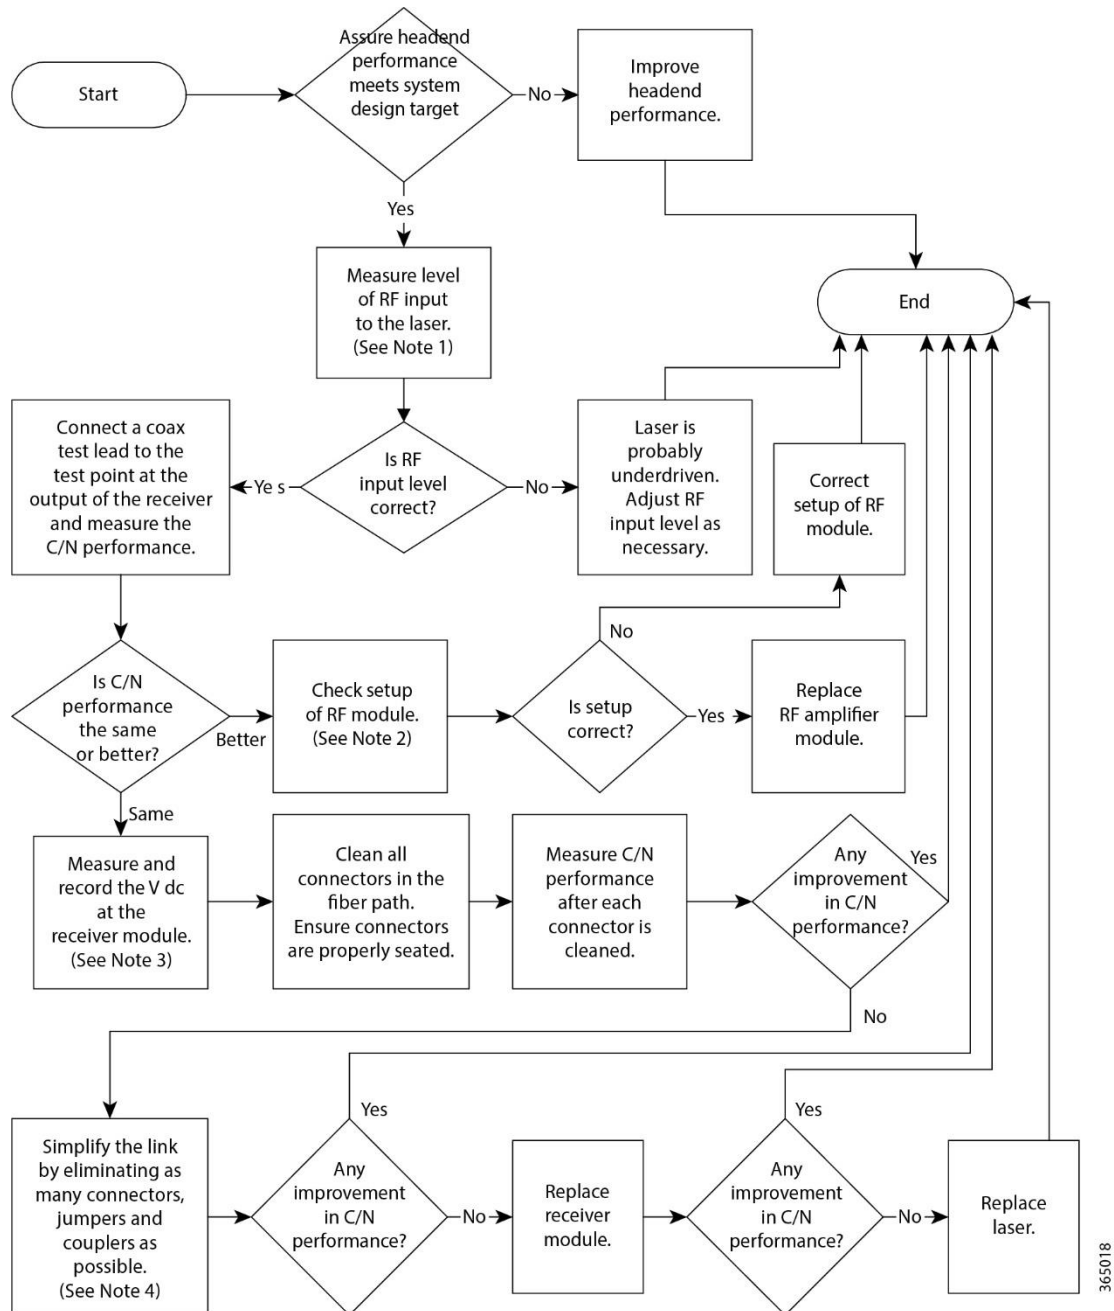 Start
Assure headend
performance
meets system
design target
No
Improve
headend
performance.
Yes
Measure level
of RF input
to the laser.
(See Note 1)
End
Connect a coax
test lead to the
test point at the
output of the receiver
and measure the
C/N performance.
Ye s
Is RF
input level
correct?
No
Laser is
probably
underdriven.
Adjust RF
input level as
necessary.
Correct
setup of RF
module.
No
Is C/N
performance
the same
or better?
Better
Check setup
of RF module.
(See Note 2)
Is setup
correct?
Yes
Replace
RF amplifier
module.
Same
Measure and
record the V dc
at the
receiver module.
(See Note 3)
Clean all
connectors in the
fiber path.
Ensure connectors
are properly seated.
Measure C/N
performance
after each
connector is
cleaned.
Any
improvement
in C/N
performance?
Yes
No
Simplify the link
by eliminating as
many connectors,
jumpers and
couplers as
possible.
(See Note 4)
Yes
Any
improvement
in C/N
performance?
No
Replace
receiver
module.
Yes
Any
improvement
in C/N
performance?
No
Replace
laser.
365018